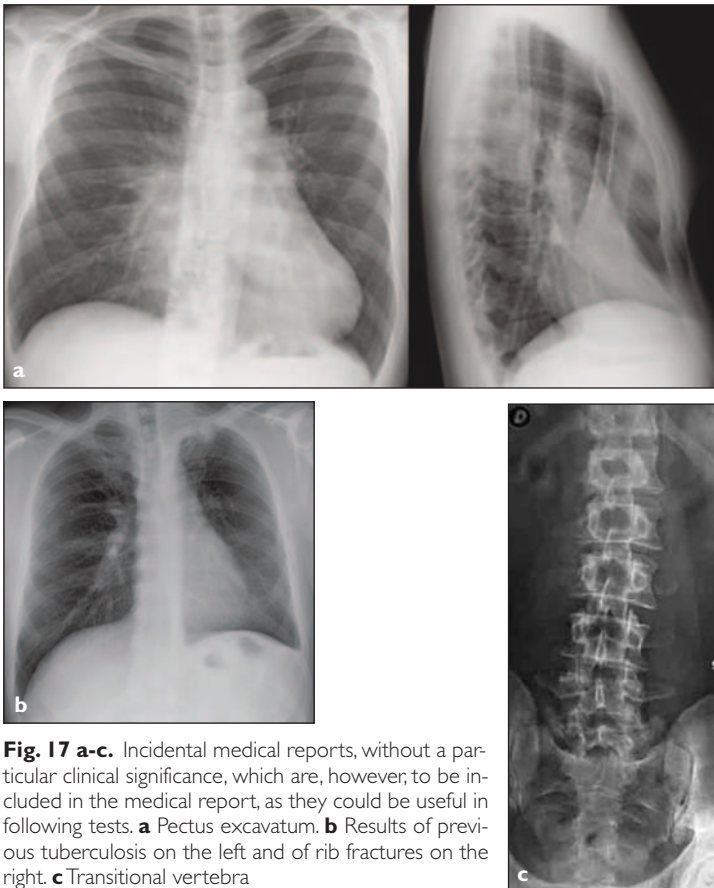 a
b
D
c
Fig. 17 a-c. Incidental medical reports, without a par-
ticular clinical significance, which are, however, to be in-
cluded in the medical report, as they could be useful in
following tests. a Pectus excavatum. b Results of previ-
ous tuberculosis on the left and of rib fractures on the
right. c Transitional vertebra